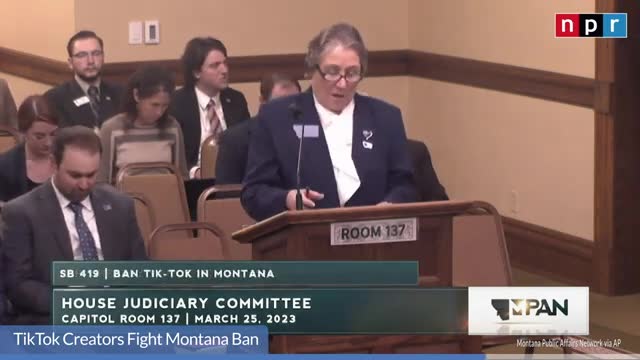 npr
ROOM 137
SB 419 | BAN TIK-TOK IN MONTANA
HOUSE JUDICIARY COMMITTEE
CAPITOL ROOM 137 | MARCH 25, 2023
MPAN
TikTok Creators Fight Montana Ban
Montana Public Affairs Network via AP